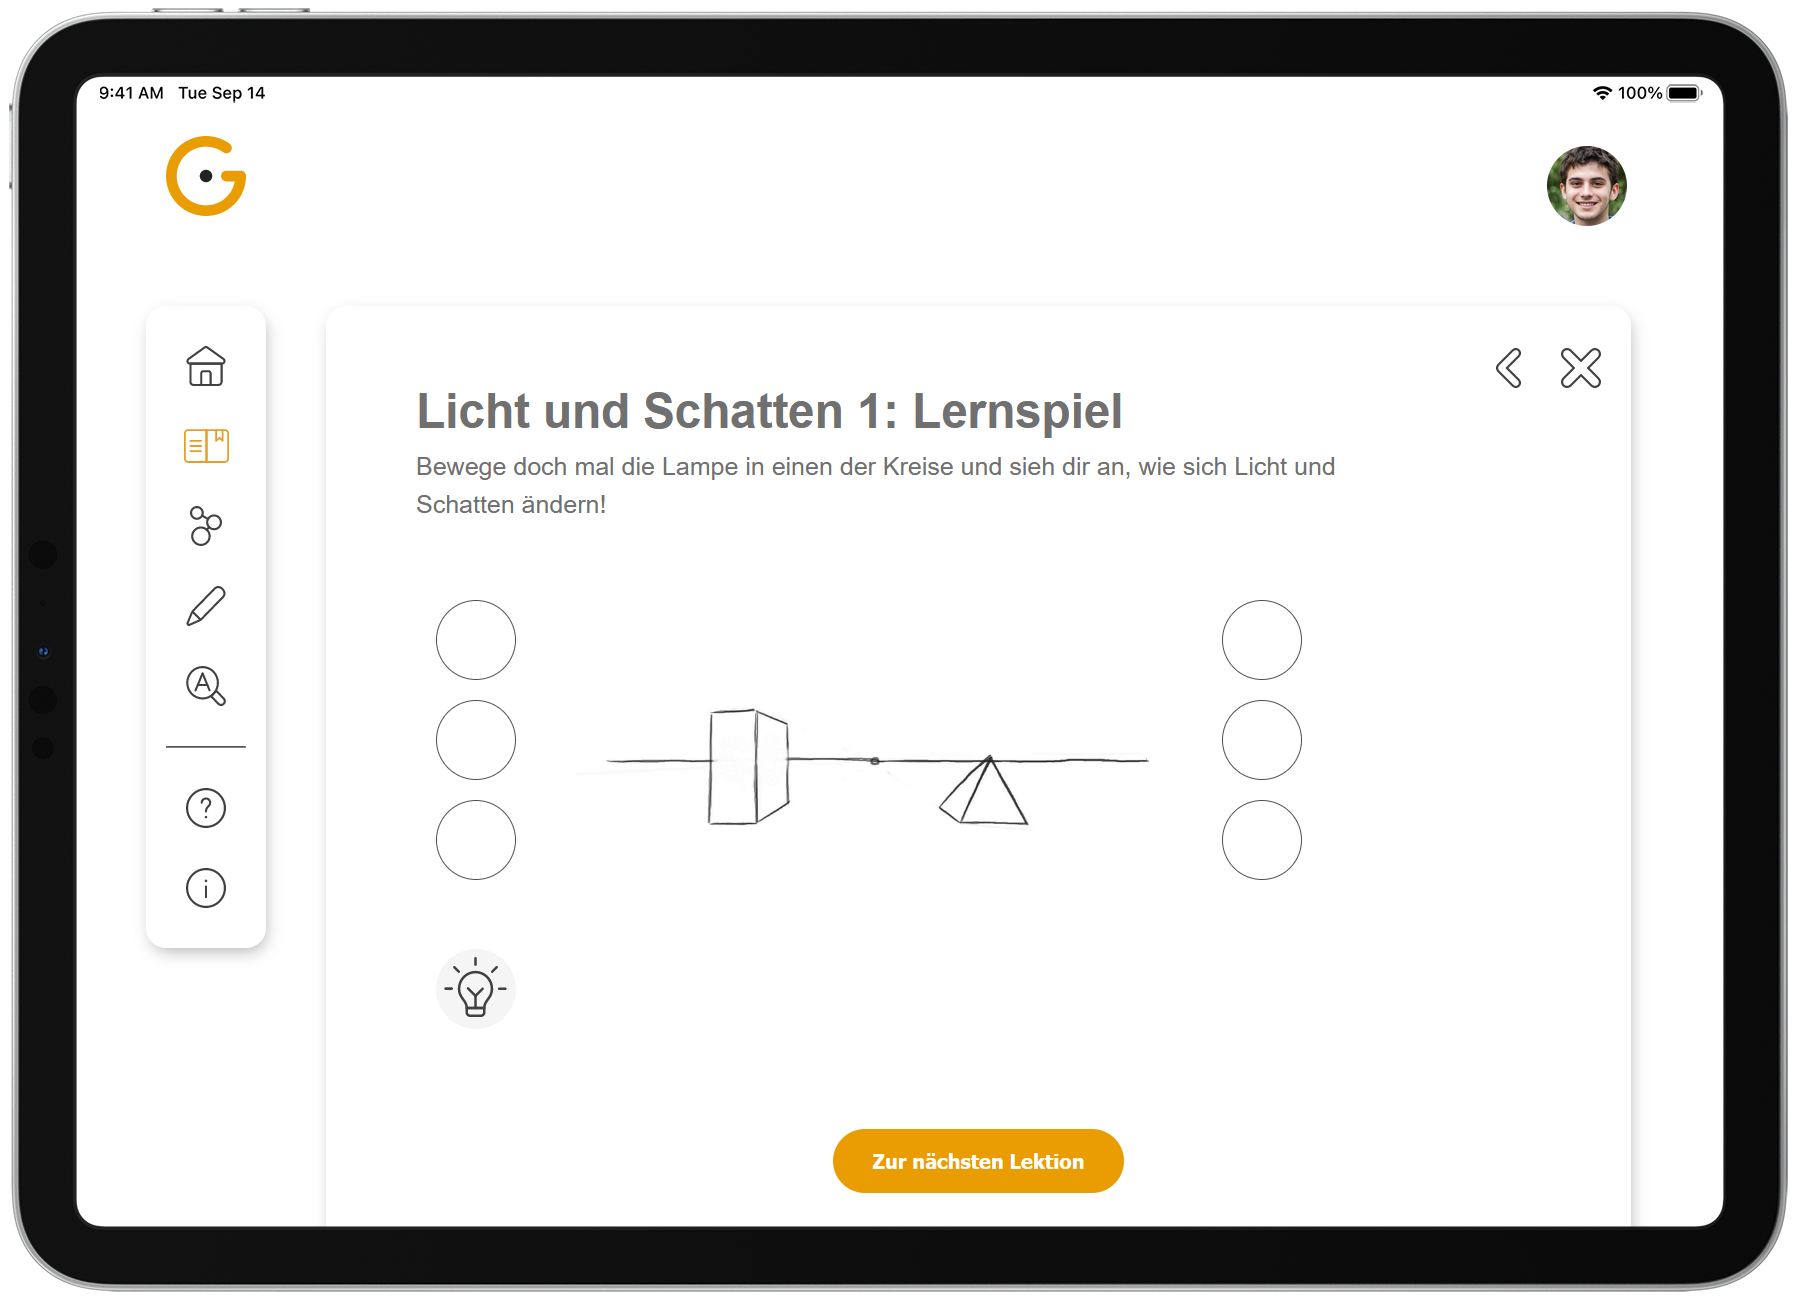 9:41 AM Tue Sep 14
100%
Licht und Schatten 1: Lernspiel
Bewege doch mal die Lampe in einen der Kreise und sieh dir an, wie sich Licht und
Schatten ändern!
Zur nächsten Lektion